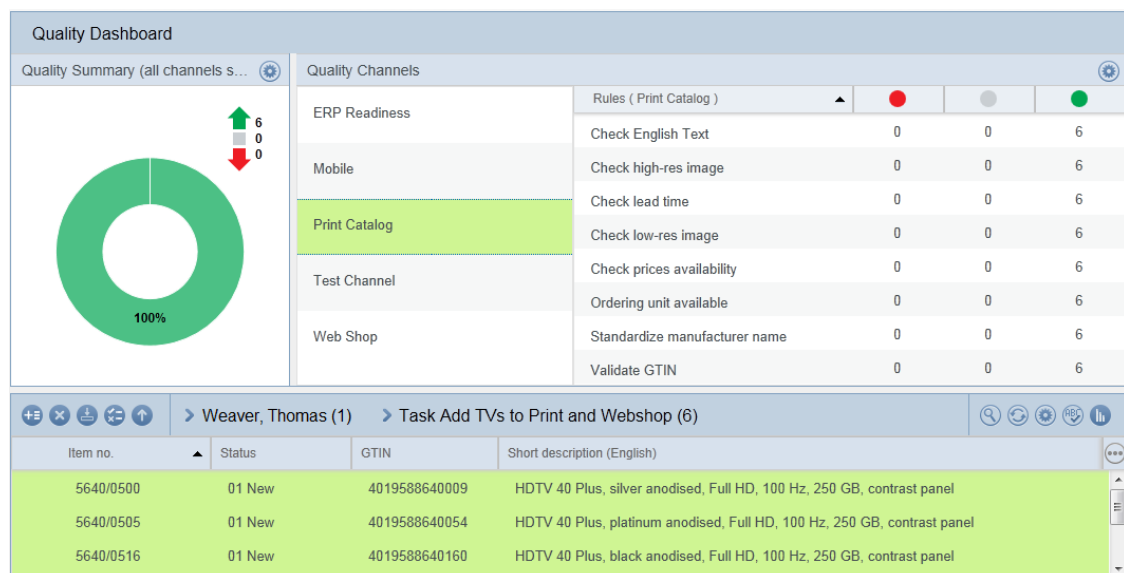 Quality Dashboard
Quality Summary (all channels s...
Quality Channels
6
0
0
100%
ERP Readiness
Mobile
Print Catalog
Test Channel
Web Shop
Rules ( Print Catalog )
Check English Text 0 0 6
Check high-res image 0 0 6
Check lead time 0 0 6
Check low-res image 0 0 6
Check prices availability 0 0 6
Ordering unit available 0 0 6
Standardize manufacturer name 0 0 6
Validate GTIN 0 0 6
Weaver, Thomas (1) Task Add TVs to Print and Webshop (6) ABC
Item no. Status GTIN Short description (English)
5640/0500 01 New 4019588640009 HDTV 40 Plus, silver anodised, Full HD, 100 Hz, 250 GB, contrast panel
5640/0505 01 New 4019588640054 HDTV 40 Plus, platinum anodised, Full HD, 100 Hz, 250 GB, contrast panel
5640/0516 01 New 4019588640160 HDTV 40 Plus, black anodised, Full HD, 100 Hz, 250 GB, contrast panel